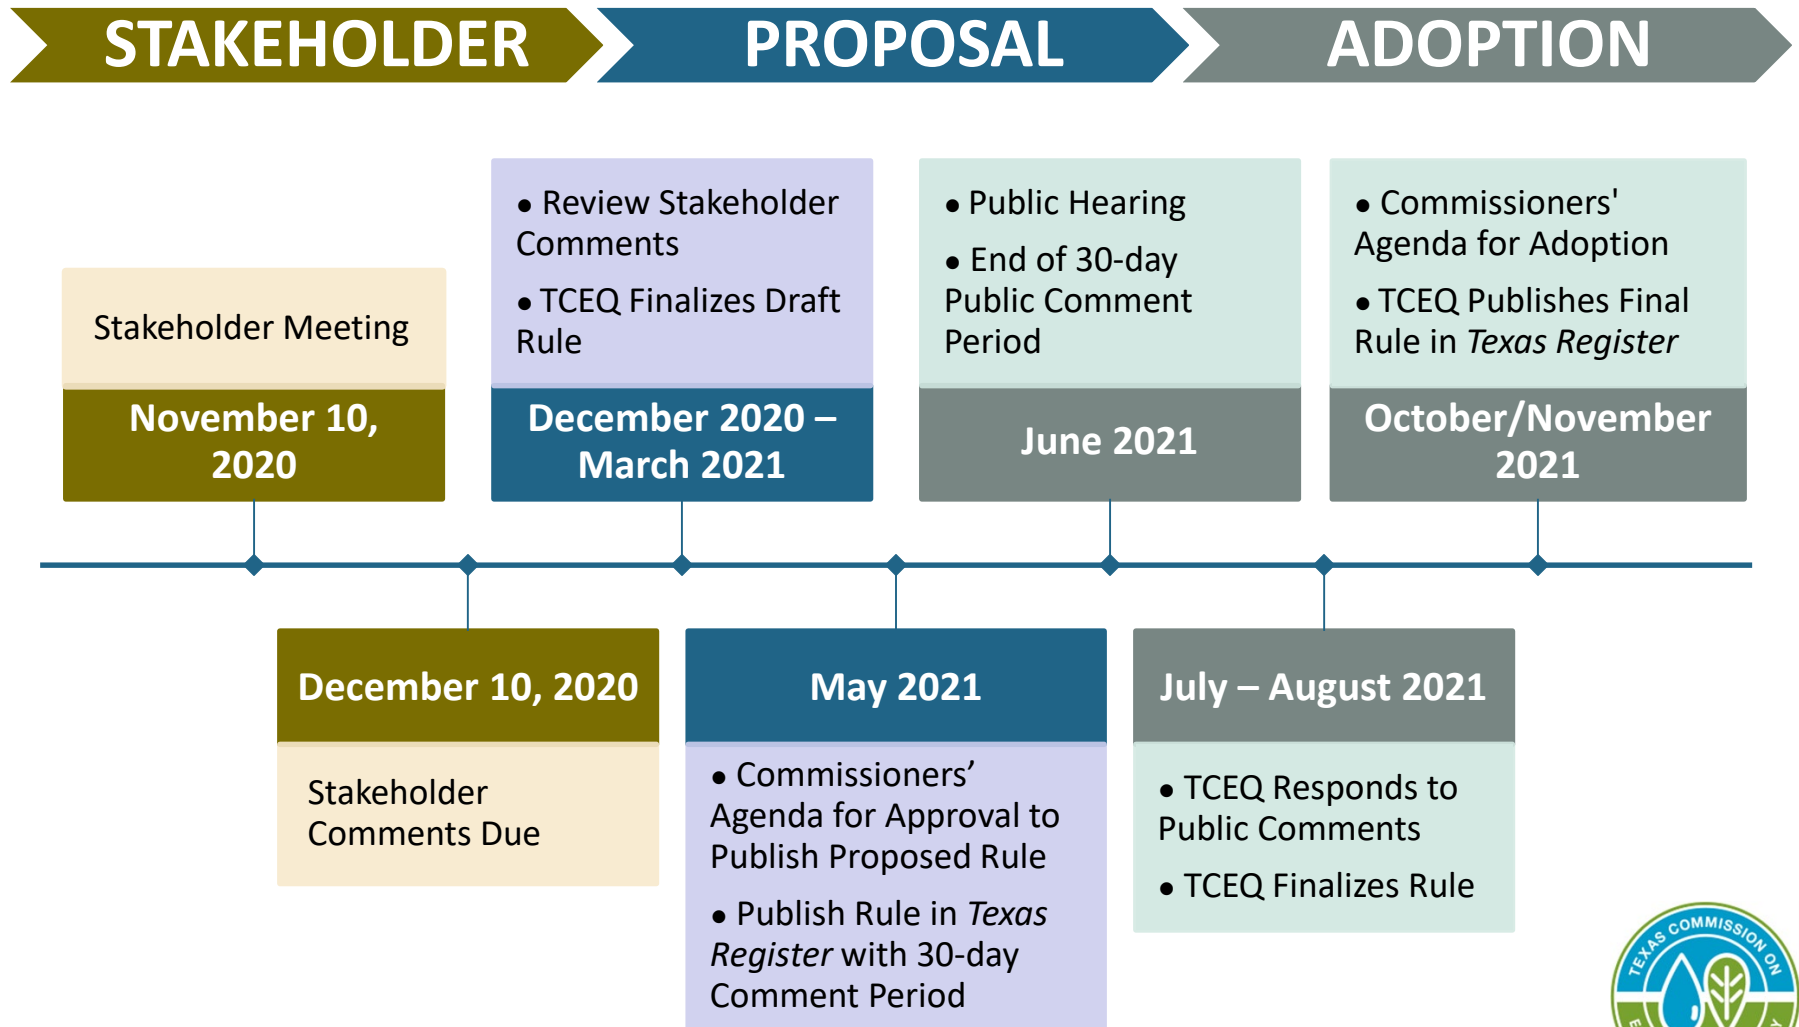 STAKEHOLDER
PROPOSAL
ADOPTION
Stakeholder Meeting
November 10,
2020
● Review Stakeholder
Comments
● TCEQ Finalizes Draft
Rule
December 2020 –
March 2021
● Public Hearing
● End of 30-day
Public Comment
Period
June 2021
● Commissioners'
Agenda for Adoption
● TCEQ Publishes Final
Rule in Texas Register
October/November
2021
December 10, 2020
Stakeholder
Comments Due
May 2021
● Commissioners’
Agenda for Approval to
Publish Proposed Rule
● Publish Rule in Texas
Register with 30-day
Comment Period
July – August 2021
● TCEQ Responds to
Public Comments
● TCEQ Finalizes Rule
TEXAS COMMISSION ON